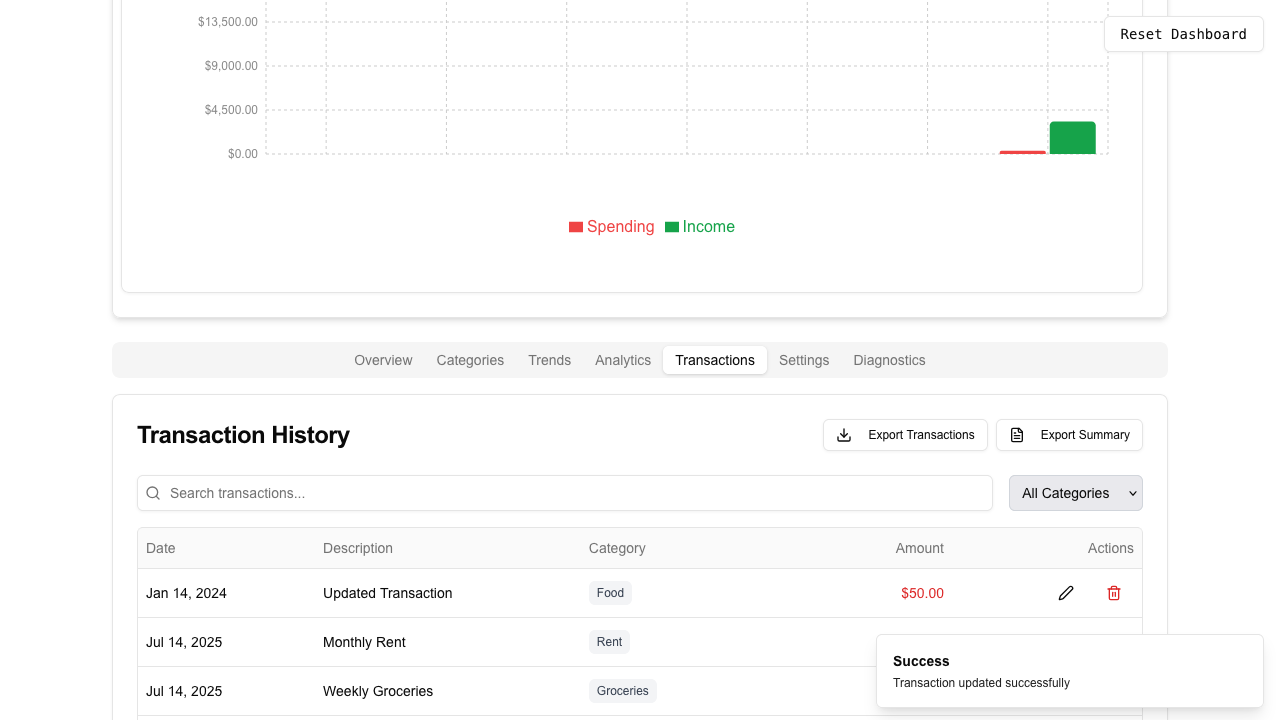 $13,500.00
Reset Dashboard
$9,000.00
$4,500.00
$0.00
Spending Income
Overview Categories Trends Analytics Transactions Settings Diagnostics
Transaction History
Export Transactions Export Summary
Search transactions... All Categories
Date Description Category Amount Actions
Jan 14, 2024 Updated Transaction Food $50.00
Jul 14, 2025 Monthly Rent Rent
Jul 14, 2025 Weekly Groceries Groceries
Success
Transaction updated successfully